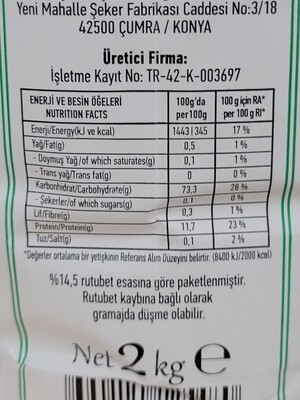 Yeni Mahalle Şeker Fabrikası Caddesi No:3/18
42500 ÇUMRA / KONYA
Üretici Firma:
İşletme Kayıt No: TR-42-K-003697
ENERJİ VE BESİN ÖĞELERİ NUTRITION FACTS 100g'da per 100g 100 g için RA* per 100 g RI*
Enerji/Energy(kJ ve kcal) 1443|345 17 %
Yağ/Fat(g) 0,5 1 %
- Doymuş Yağ/of which saturates(g) 0,1 1 %
- Trans yağ/Trans fat(g) 0 0 %
Karbonhidrat/Carbohydrate(g) 73,3 28 %
- Şekerler/of which sugars(g) 0,1 0 %
Lif/Fibre(g) 0,3 1 %
Protein/Protein(g) 11,7 23 %
Tuz/Salt(g) 0,1 2 %
*Değerler ortalama bir yetişkinin Referans Alım Düzeyini belirtir. (8400 kJ/2000 kcal)
%14,5 rutubet esasına göre paketlenmiştir.
Rutubet kaybına bağlı olarak
gramajda düşme olabilir.
Net 2 kg e